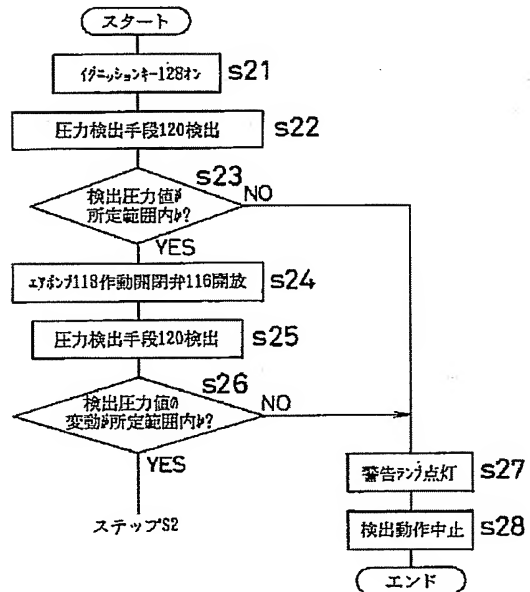 スタート
イグニッションキー128オン
S21
圧力検出手段120検出
S22
S23
検出圧力値が
所定範囲内か?
NO
YES
エアポンプ118作動開閉弁116開放
S24
圧力検出手段120検出
S25
S26
検出圧力値の
変動が所定範囲内か?
NO
YES
ステップS2
警告ランプ点灯
S27
検出動作中止
S28
エンド